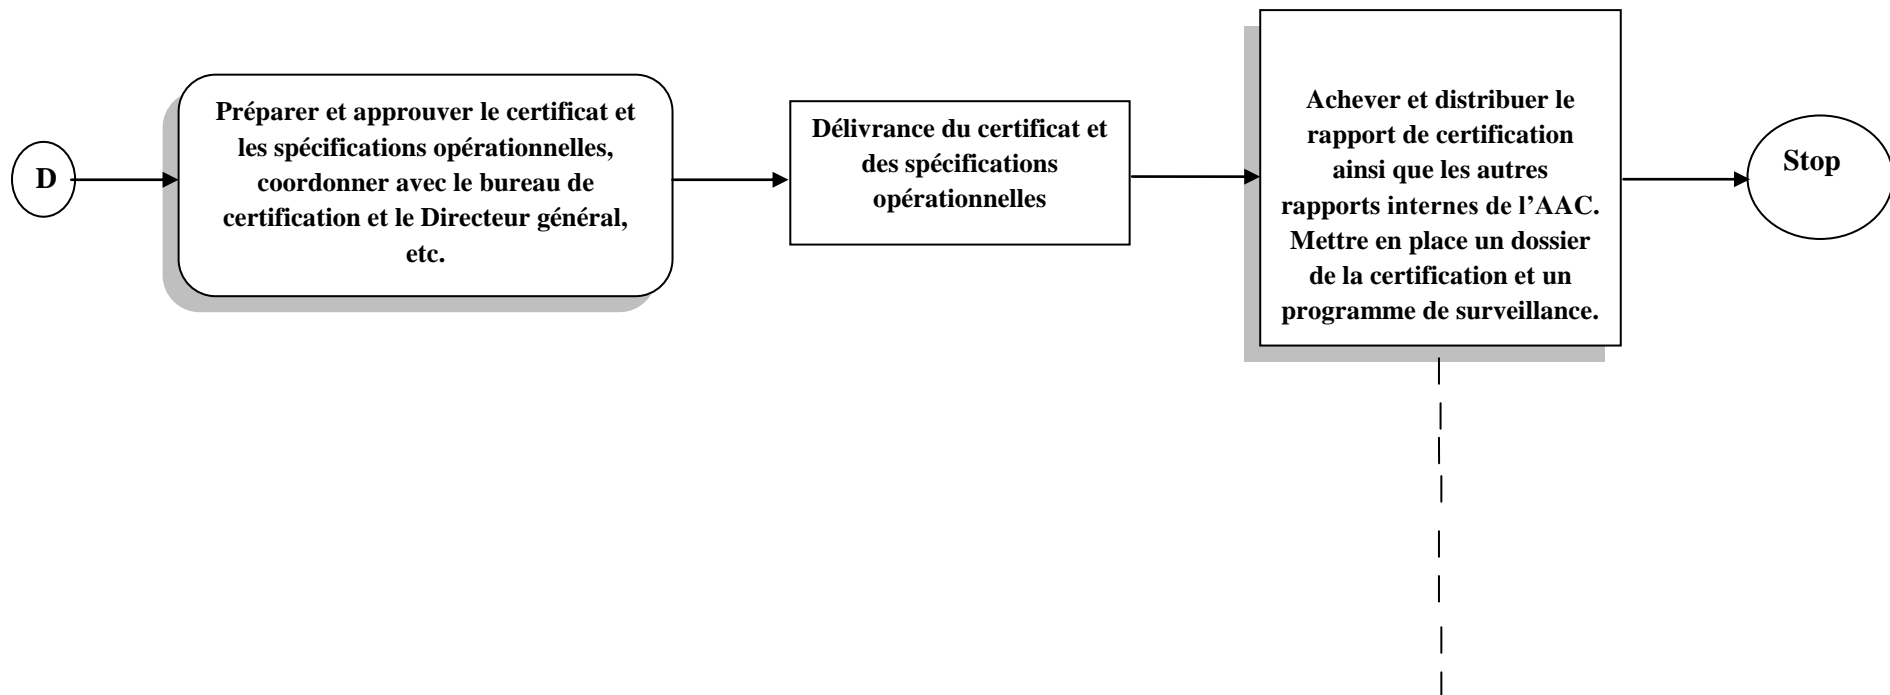 D
Préparer et approuver le certificat et
les spécifications opérationnelles,
coordonner avec le bureau de
certification et le Directeur général,
etc.
Délivrance du certificat et
des spécifications
opérationnelles
Achever et distribuer le
rapport de certification
ainsi que les autres
rapports internes de l’AAC.
Mettre en place un dossier
de la certification et un
programme de surveillance.
Stop